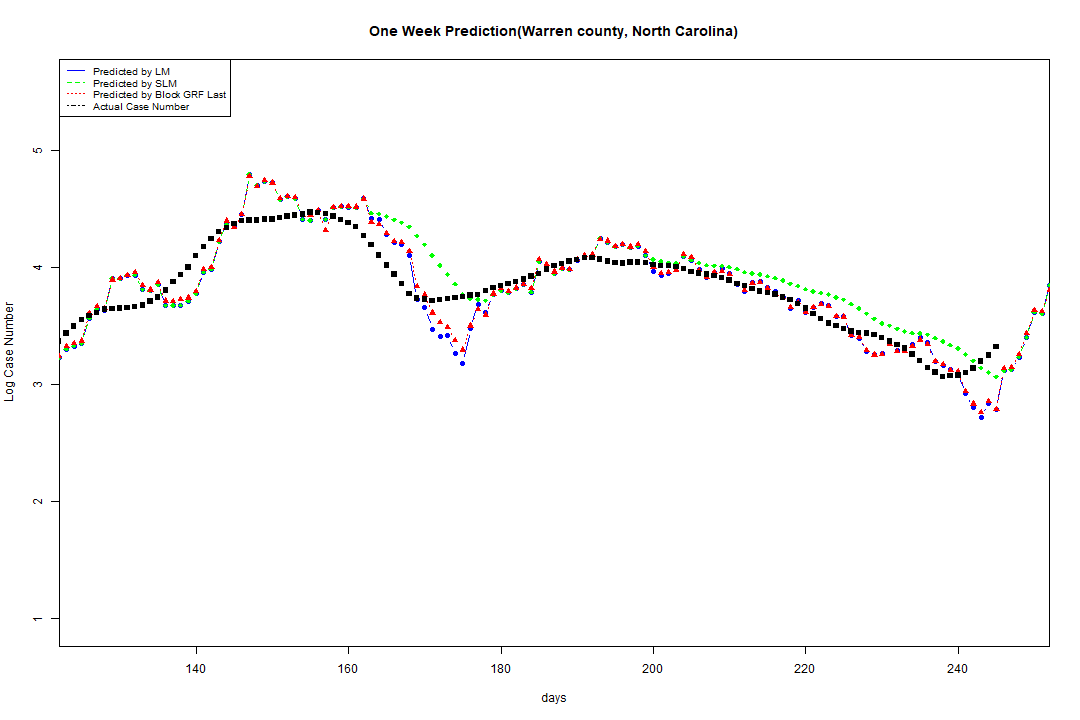 One Week Prediction(Warren county, North Carolina)
Predicted by LM
Predicted by SLM
Predicted by Block GRF Last
Actual Case Number
5
4
3
2
1
Log Case Number
140 160 180 200 220 240
days